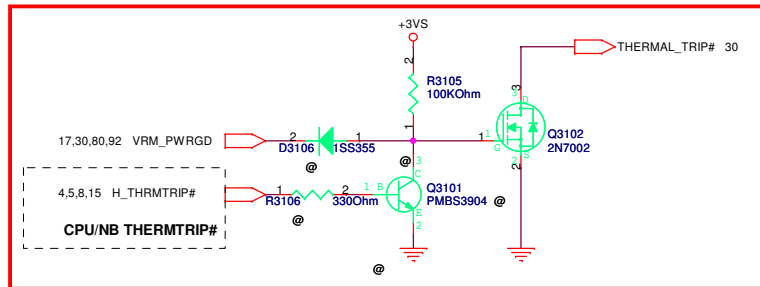 +3VS
THERMAL_TRIP# 30
2
R3105
100KOhm
1
3
D
1
G
S
2
Q3102
2N7002
17,30,80,92 VRM_PWRGD
2
1
D3106
1SS355
@
@
3
C
4,5,8,15 H_THRMTRIP#
1
2
R3106
330Ohm
1
B
E
2
Q3101
PMBS3904
@
@
CPU/NB THERMTRIP#
@